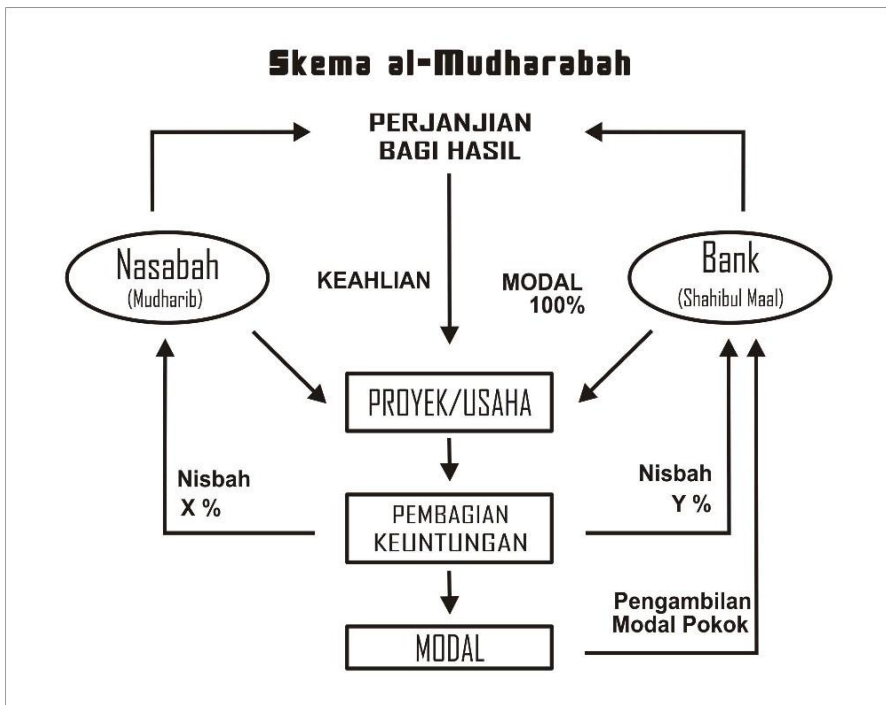 Skema al-Mudharabah
PERJANJIAN
BAGI HASIL
Nasabah
(Mudharib)
KEAHLIAN
MODAL
100%
Bank
(Shahibul Maal)
PROYEK/USAHA
Nisbah
X %
PEMBAGIAN
KEUNTUNGAN
Nisbah
Y %
MODAL
Pengambilan
Modal Pokok